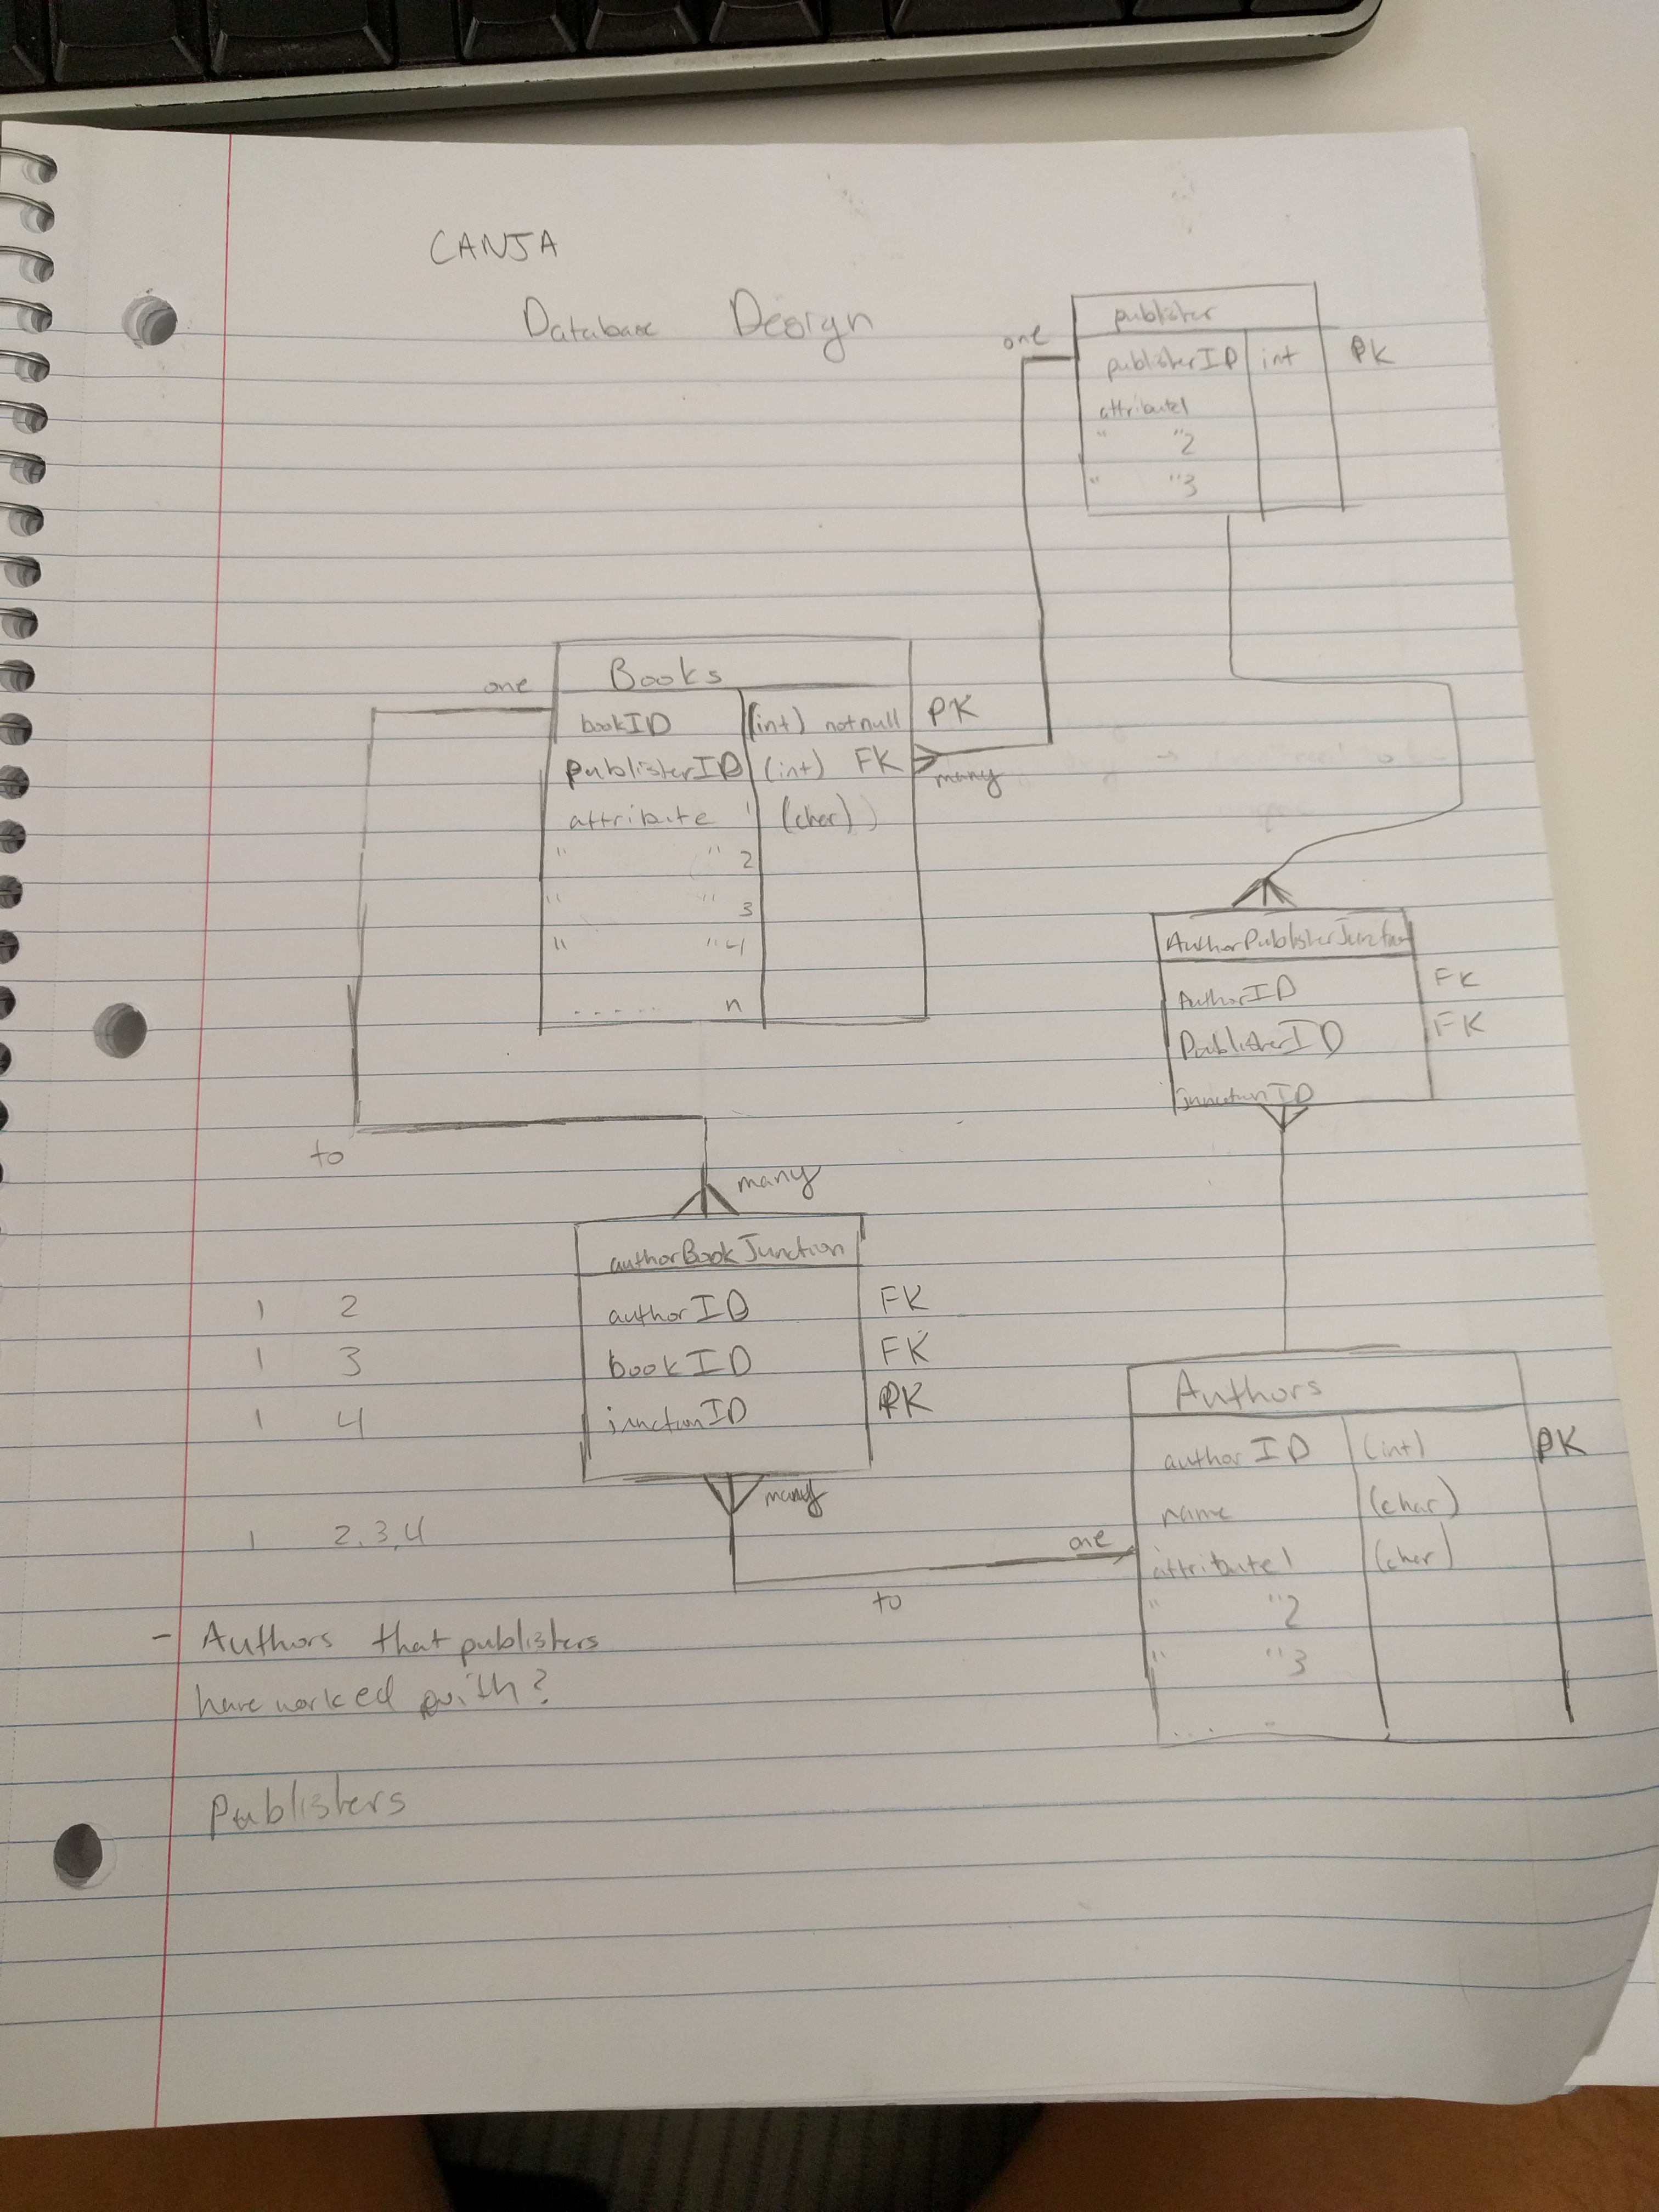 CANJA
Database Design
publisher
one
publisherID int PK
attribute1
" "2
" "3
Books
one
bookID (int) not null PK
publisherID (int) FK
many
attribute 1 (char)
" " 2
" " 3
" " 4
..... n
AuthorPublisherJunction
AuthorID FK
PublisherID FK
junctionID
to
many
authorBookJunction
1 2 authorID FK
1 3 bookID FK
1 4 junctionID PK
many
1 2,3,4
one
to
Authors
authorID (int) PK
name (char)
attribute1 (char)
" "2
" "3
... "
- Authors that publishers
have worked with?
Publishers